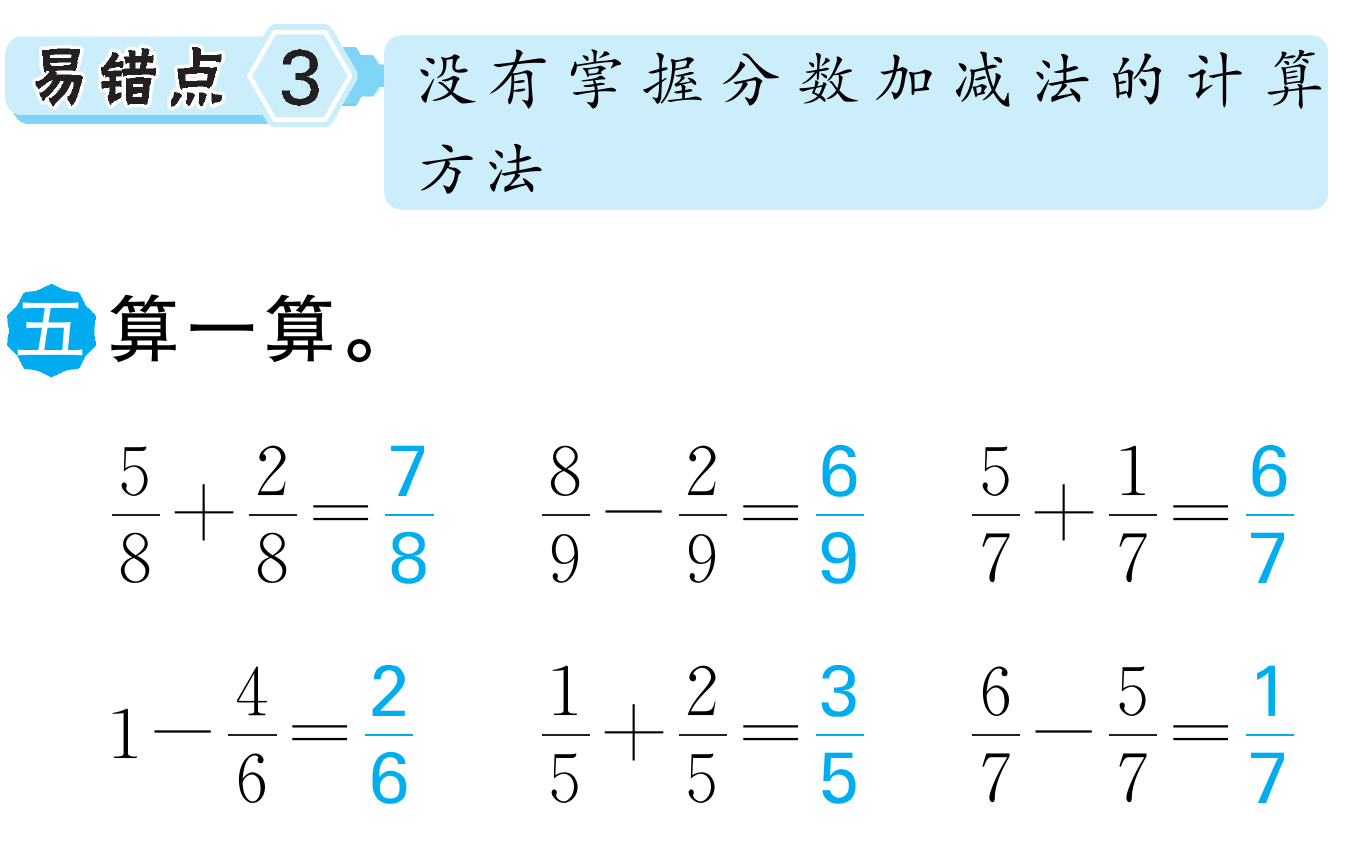 易错点 3 没有掌握分数加减法的计算
方法
五 算一算。
5/8 + 2/8 = 7/8 8/9 - 2/9 = 6/9 5/7 + 1/7 = 6/7
1 - 4/6 = 2/6 1/5 + 2/5 = 3/5 6/7 - 5/7 = 1/7